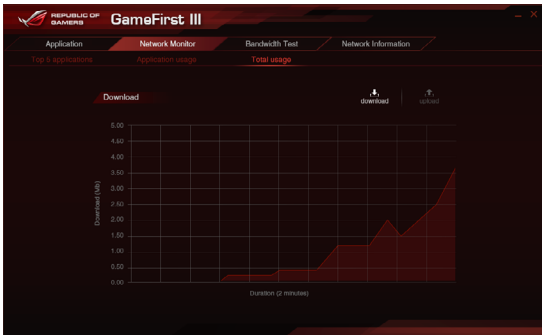 REPUBLIC OF
GAMERS
GameFirst III
Application
Network Monitor
Bandwidth Test
Network Information
Top 5 applications
Application usage
Total usage
Download
download
upload
5.00
4.50
4.00
3.50
3.00
2.50
2.00
1.50
1.00
0.50
0.00
Download (Mb)
Duration (2 minutes)